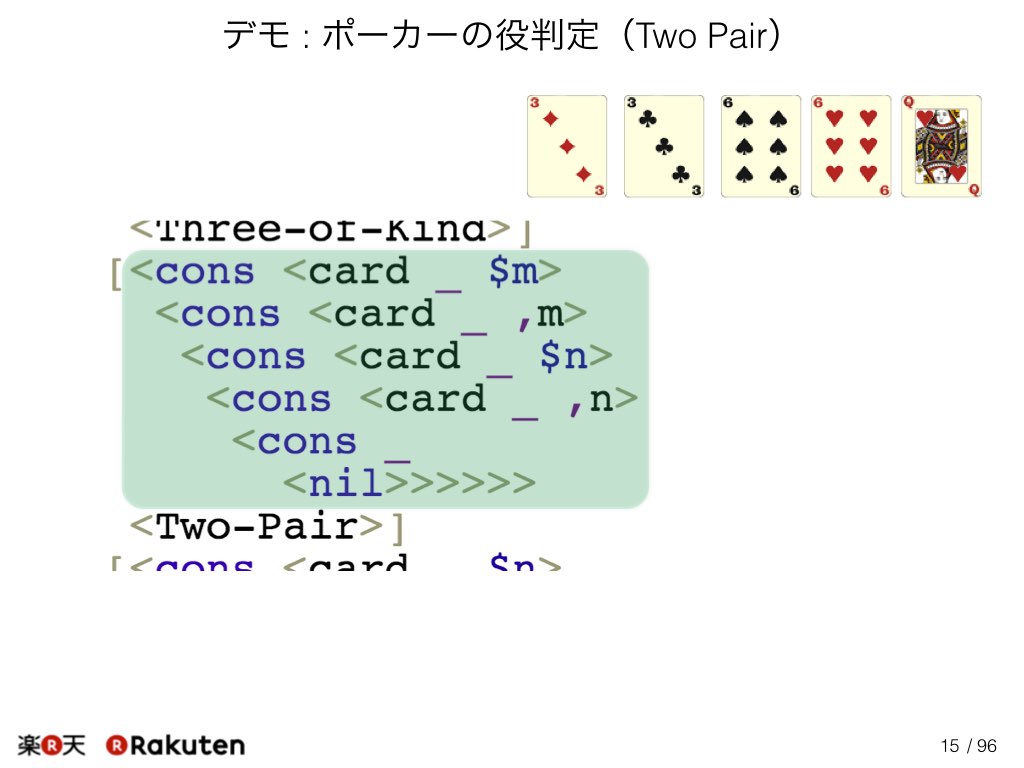 デモ : ポーカーの役判定（Two Pair）
3 3 6 6 Q
3 3 6 6 Q
<Three-of-Kind>]
[<cons <card _ $m>
<cons <card _ ,m>
<cons <card _ $n>
<cons <card _ ,n>
<cons _
<nil>>>>>>>
<Two-Pair>]
[<cons <card _ $n>
楽R天 R Rakuten
15 / 96